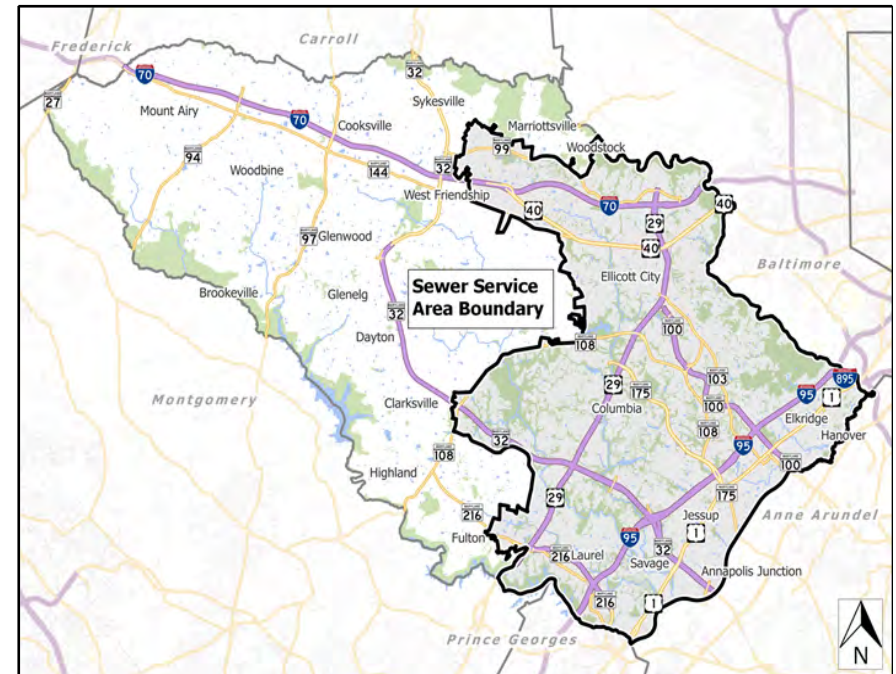 Frederick
Carroll
70
32
27
Mount Airy
Sykesville
70
Cooksville
Marriottsville
99
Woodstock
94
Woodbine
144
32
West Friendship
40
70
40
29
97
Glenwood
40
Baltimore
Ellicott City
Sewer Service
Area Boundary
Brookeville
Glenelg
32
100
Dayton
108
103
895
Montgomery
29
175
95
1
Clarksville
Columbia
100
Elkridge
32
108
Hanover
108
95
100
Highland
29
175
216
Jessup
Anne Arundel
Fulton
95
1
216
Laurel
32
Savage
Annapolis Junction
216
1
Prince Georges
N